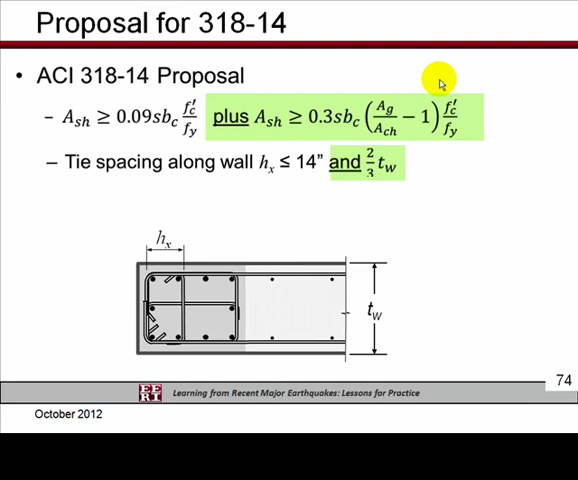 Proposal for 318-14
• ACI 318-14 Proposal
– A_sh ≥ 0.09sb_c f'_c/f_y plus A_sh ≥ 0.3sb_c (A_g/A_ch − 1) f'_c/f_y
– Tie spacing along wall h_x ≤ 14” and 2/3 t_w
h_x
t_w
74
EERI Learning from Recent Major Earthquakes: Lessons for Practice
October 2012